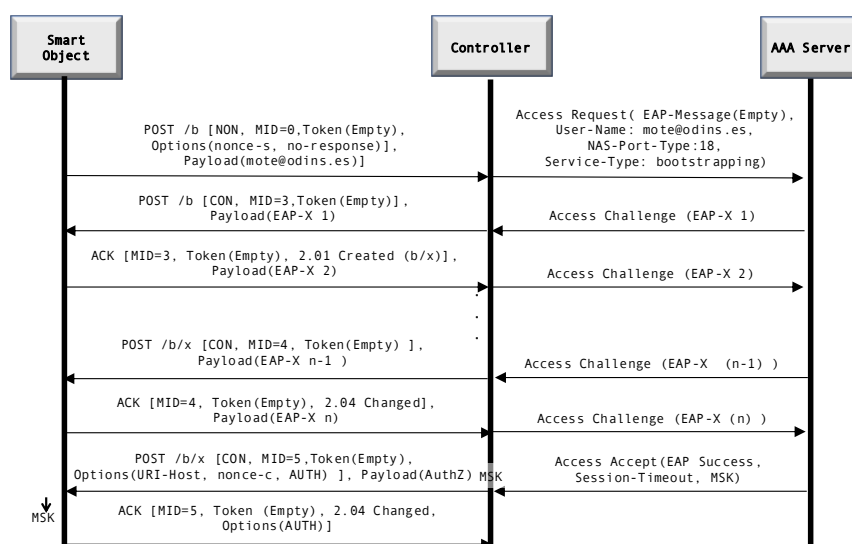 Smart
Object
Controller
AAA Server
POST /b [NON, MID=0,Token(Empty),
Options(nonce-s, no-response)],
Payload(mote@odins.es)]
Access Request( EAP-Message(Empty),
User-Name: mote@odins.es,
NAS-Port-Type:18,
Service-Type: bootstrapping)
POST /b [CON, MID=3,Token(Empty)],
Payload(EAP-X 1)
Access Challenge (EAP-X 1)
ACK [MID=3, Token(Empty), 2.01 Created (b/x)],
Payload(EAP-X 2)
Access Challenge (EAP-X 2)
.
.
.
POST /b/x [CON, MID=4, Token(Empty) ],
Payload(EAP-X n-1 )
Access Challenge (EAP-X (n-1) )
ACK [MID=4, Token(Empty), 2.04 Changed],
Payload(EAP-X n)
Access Challenge (EAP-X (n) )
POST /b/x [CON, MID=5,Token(Empty),
Options(URI-Host, nonce-c, AUTH) ], Payload(AuthZ)
MSK
Access Accept(EAP Success,
Session-Timeout, MSK)
MSK
ACK [MID=5, Token (Empty), 2.04 Changed,
Options(AUTH)]